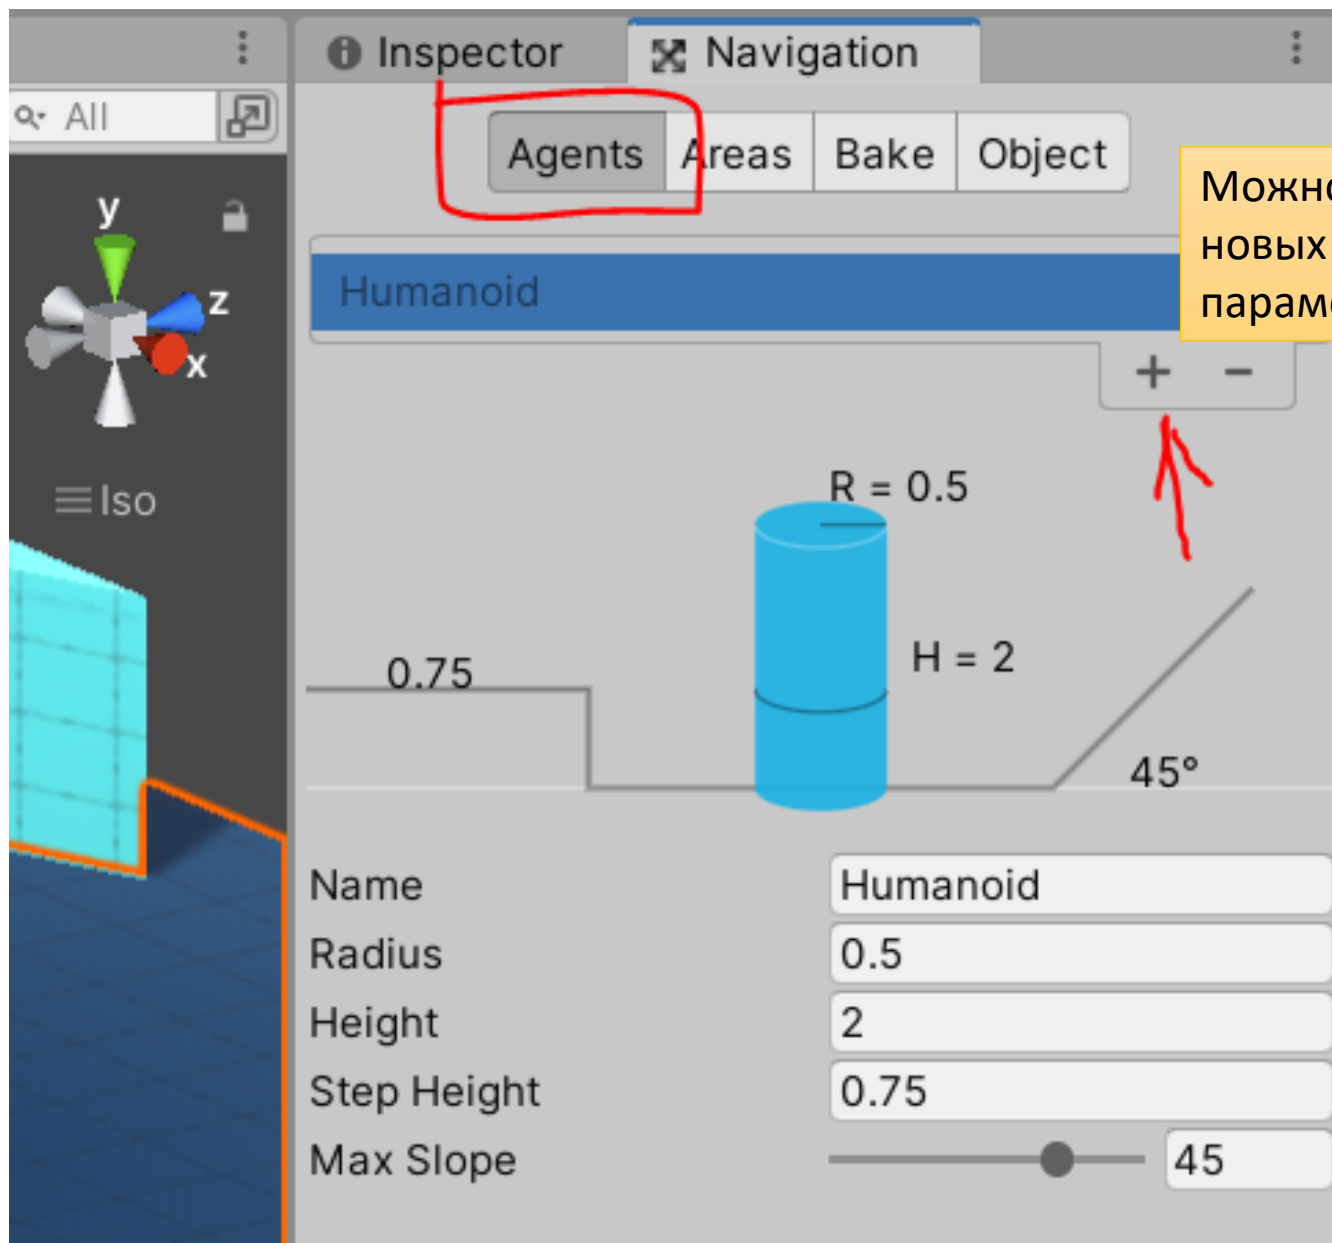 Inspector
Navigation
All
Agents
Areas
Bake
Object
новых
Humanoid
y
z
x
+ -
Iso
R = 0.5
0.75
H = 2
45°
Name
Humanoid
Radius
0.5
Height
2
Step Height
0.75
Max Slope
45